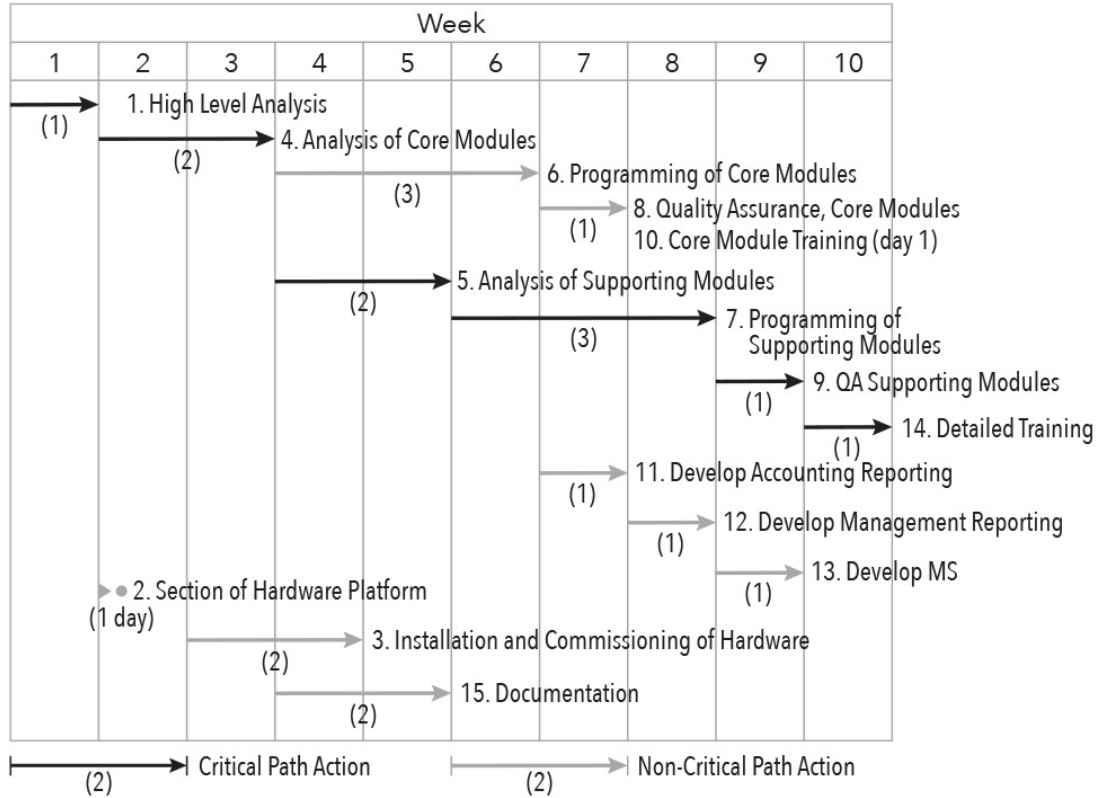 Week
1 2 3 4 5 6 7 8 9 10
(1) 1. High Level Analysis
(2) 4. Analysis of Core Modules
(3) 6. Programming of Core Modules
(1) 8. Quality Assurance, Core Modules
10. Core Module Training (day 1)
(2) 5. Analysis of Supporting Modules
(3) 7. Programming of
Supporting Modules
(1) 9. QA Supporting Modules
(1) 14. Detailed Training
(1) 11. Develop Accounting Reporting
(1) 12. Develop Management Reporting
(1) 13. Develop MS
2. Section of Hardware Platform
(1 day)
(2) 3. Installation and Commissioning of Hardware
(2) 15. Documentation
(2) Critical Path Action (2) Non-Critical Path Action